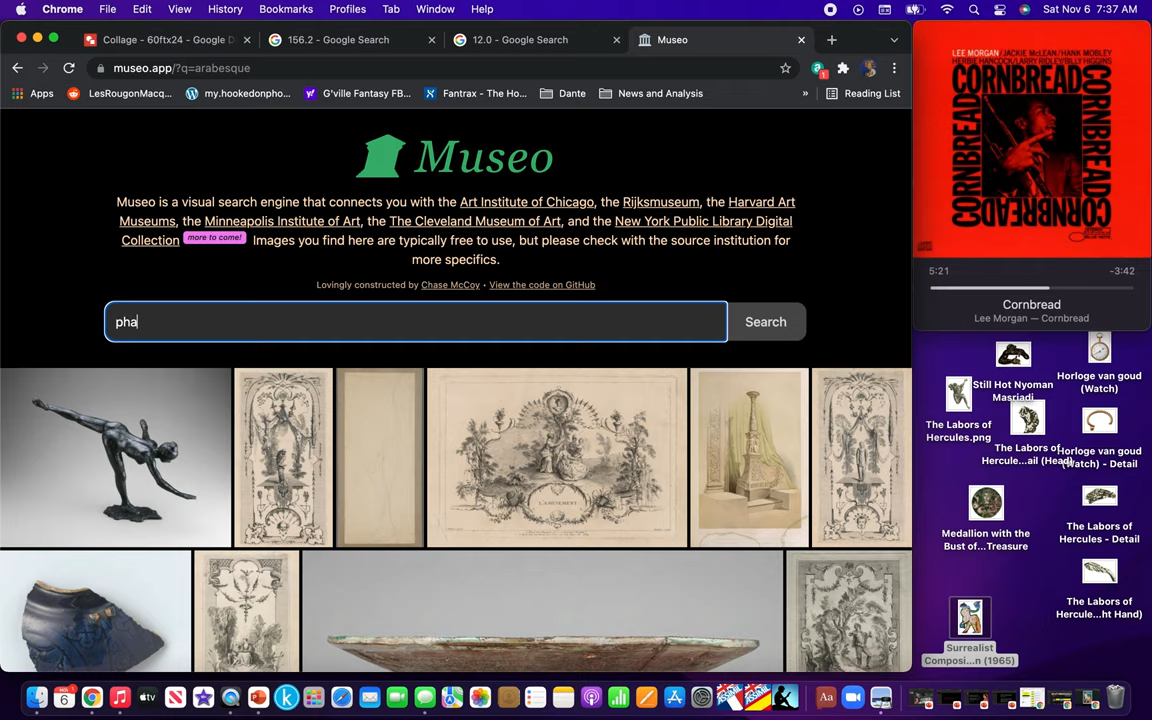 Chrome File Edit View History Bookmarks Profiles Tab Window Help
Sat Nov 6 7:37 AM
Collage - 60ftx24 - Google D
156.2 - Google Search
12.0 - Google Search
Museo
museo.app/?q=arabesque
1
Apps
LesRougonMacq...
my.hookedonpho...
G'ville Fantasy FB...
Fantrax - The Ho...
Dante
News and Analysis
»
Reading List
Museo
Museo is a visual search engine that connects you with the Art Institute of Chicago, the Rijksmuseum, the Harvard Art
Museums, the Minneapolis Institute of Art, the The Cleveland Museum of Art, and the New York Public Library Digital
Collection more to come! Images you find here are typically free to use, but please check with the source institution for
more specifics.
Lovingly constructed by Chase McCoy • View the code on GitHub
pha
Search
L'AMUSEMENT
LEE MORGAN/JACKIE McLEAN/HANK MOBLEY
HERBIE HANCOCK/LARRY RIDLEY/BILLY HIGGINS
CORNBREAD
CORNBREAD
CORNBREAD
CORNBREAD
5:21
-3:42
Cornbread
Lee Morgan — Cornbread
Still Hot Nyoman
Masriadi
Horloge van goud
(Watch)
The Labors of
Hercules.png
The Labors of
Hercule...ail (Head)
Horloge van goud
(Watch) - Detail
Medallion with the
Bust of...Treasure
The Labors of
Hercules - Detail
The Labors of
Hercule...ht Hand)
Surrealist
Composi...n (1965)
NOV
6
tv
N
K
Aa